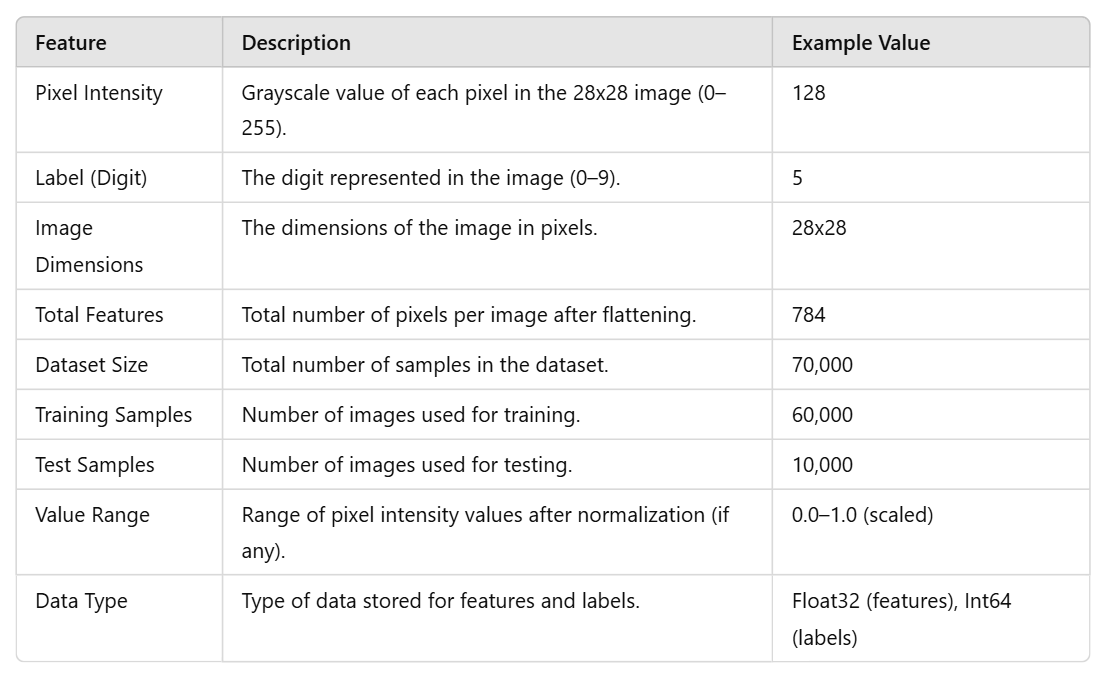 Feature Description Example Value
Pixel Intensity Grayscale value of each pixel in the 28x28 image (0– 128
255).
Label (Digit) The digit represented in the image (0–9). 5
Image The dimensions of the image in pixels. 28x28
Dimensions
Total Features Total number of pixels per image after flattening. 784
Dataset Size Total number of samples in the dataset. 70,000
Training Samples Number of images used for training. 60,000
Test Samples Number of images used for testing. 10,000
Value Range Range of pixel intensity values after normalization (if 0.0–1.0 (scaled)
any).
Data Type Type of data stored for features and labels. Float32 (features), Int64
(labels)